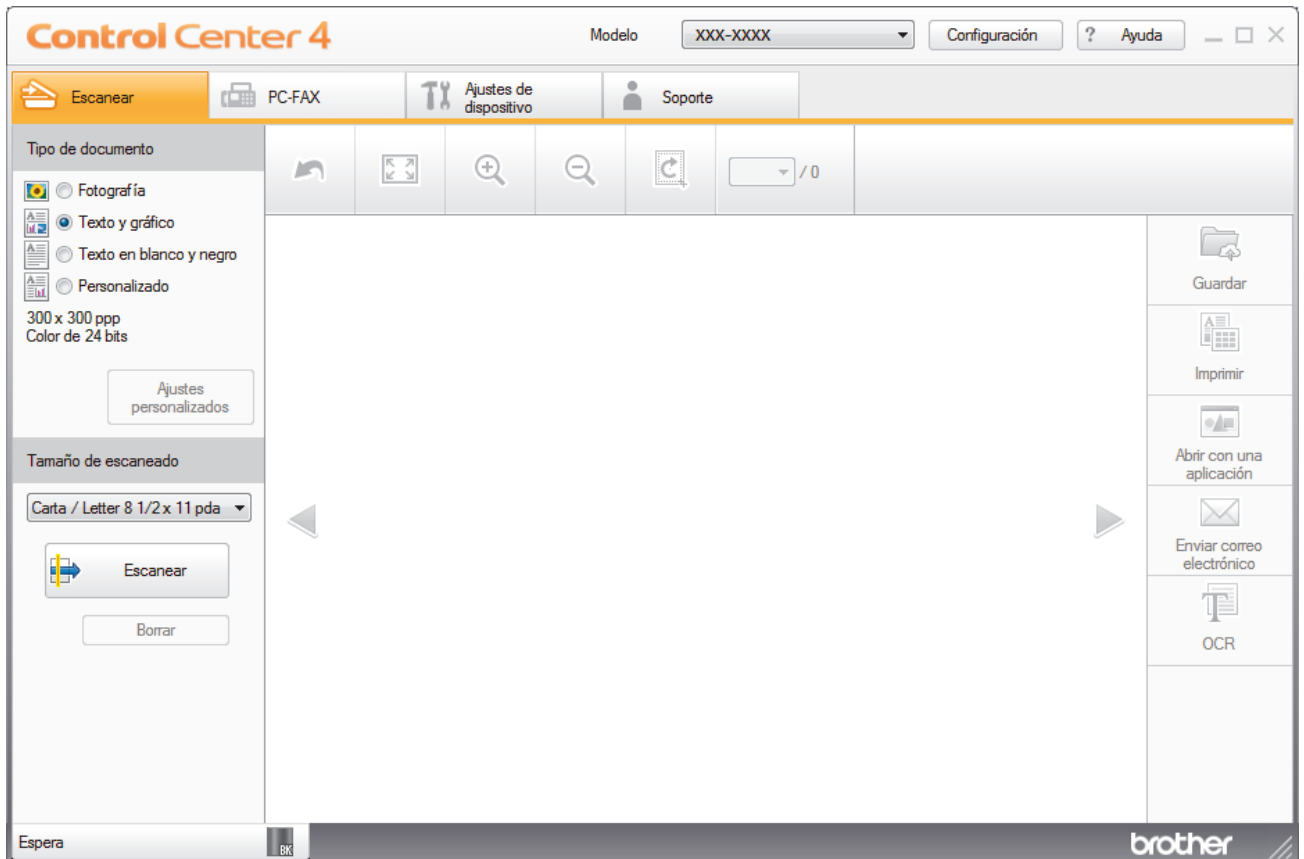 Control Center 4
Modelo
XXX-XXXX
Configuración
? Ayuda
Escanear
PC-FAX
Ajustes de
dispositivo
Soporte
Tipo de documento
Fotografía
Texto y gráfico
Texto en blanco y negro
Personalizado
300 x 300 ppp
Color de 24 bits
Ajustes
personalizados
Tamaño de escaneado
Carta / Letter 8 1/2 x 11 pda
Escanear
Borrar
/ 0
Guardar
Imprimir
Abrir con una
aplicación
Enviar correo
electrónico
OCR
Espera
BK
brother